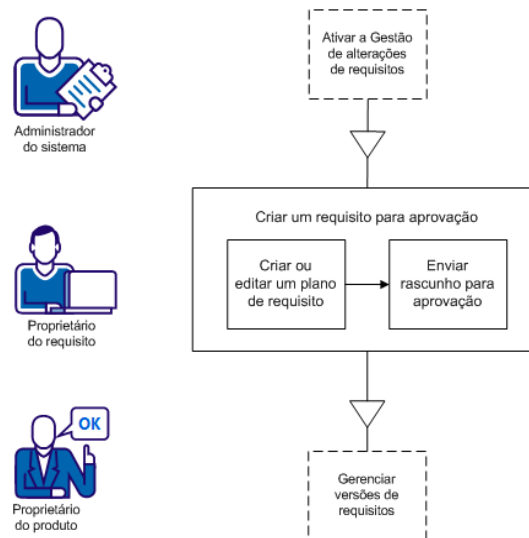 Administrador
do sistema
Ativar a Gestão
de alterações
de requisitos
Criar um requisito para aprovação
Proprietário
do requisito
Criar ou
editar um plano
de requisito
Enviar
rascunho para
aprovação
OK
Proprietário
do produto
Gerenciar
versões de
requisitos